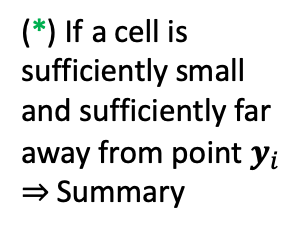 (*) If a cell is
sufficiently small
and sufficiently far
away from point 𝒚ᵢ
⇒ Summary